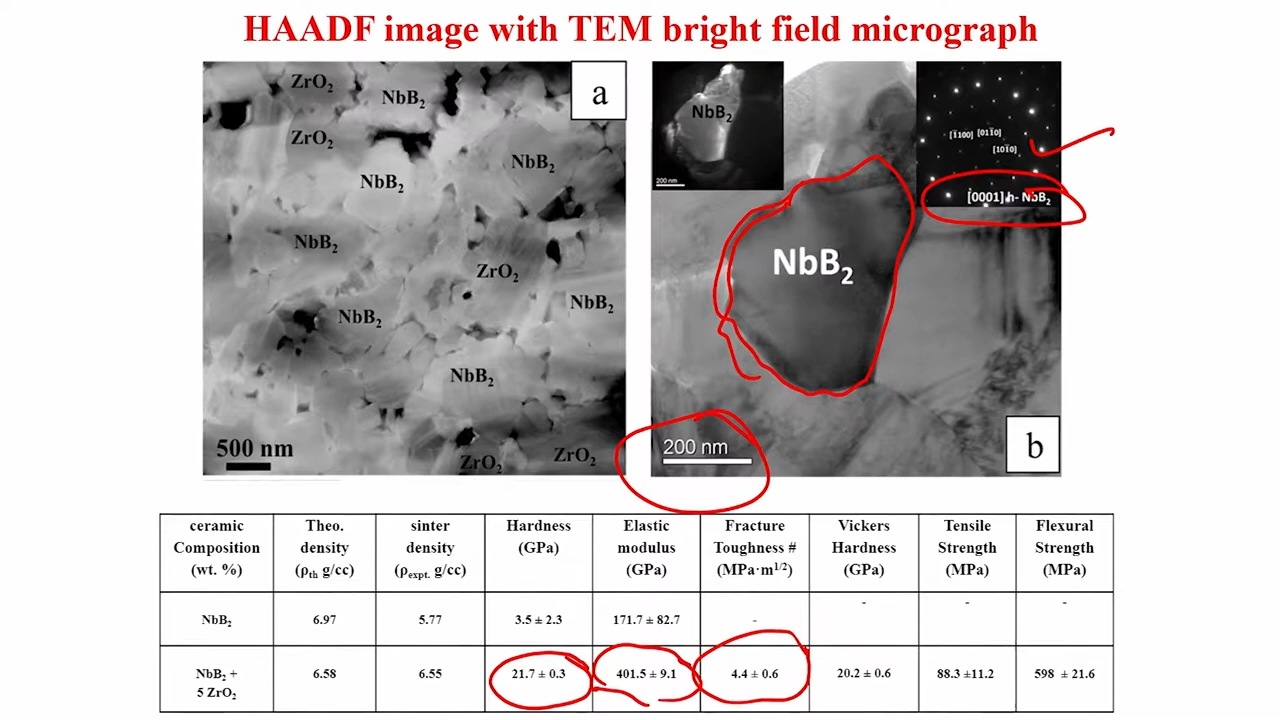 HAADF image with TEM bright field micrograph
a
ZrO₂
NbB₂
ZrO₂
NbB₂
NbB₂
NbB₂
ZrO₂
NbB₂
NbB₂
NbB₂
500 nm
ZrO₂
ZrO₂
NbB₂
200 nm
[1̄100] [011̄0]
[101̄0]
[0001] h- NbB₂
NbB₂
200 nm
b
ceramic Composition (wt. %) Theo. density (ρth g/cc) sinter density (ρexpt. g/cc) Hardness (GPa) Elastic modulus (GPa) Fracture Toughness # (MPa·m1/2) Vickers Hardness (GPa) Tensile Strength (MPa) Flexural Strength (MPa)
NbB₂ 6.97 5.77 3.5 ± 2.3 171.7 ± 82.7 - - - -
NbB₂ + 5 ZrO₂ 6.58 6.55 21.7 ± 0.3 401.5 ± 9.1 4.4 ± 0.6 20.2 ± 0.6 88.3 ±11.2 598 ± 21.6